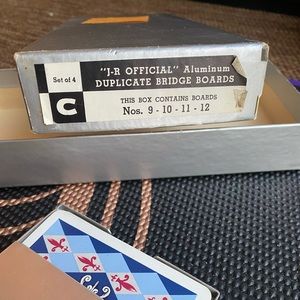 Set of 4
C
"J-R OFFICIAL" Aluminum
DUPLICATE BRIDGE BOARDS
THIS BOX CONTAINS BOARDS
Nos. 9 - 10 - 11 - 12